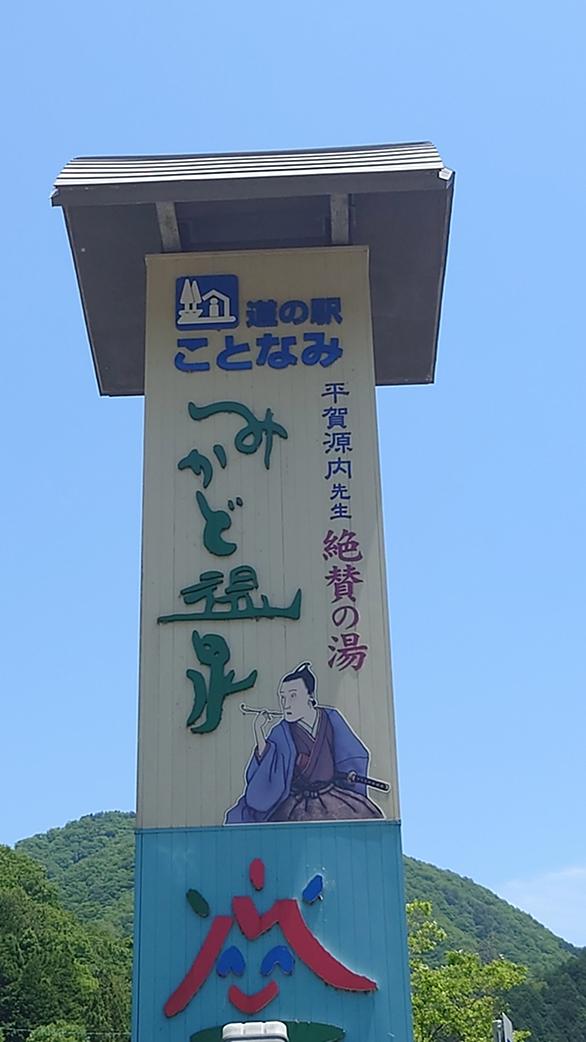 道の駅
ことなみ
平賀源内先生 絶賛の湯
みかど温泉